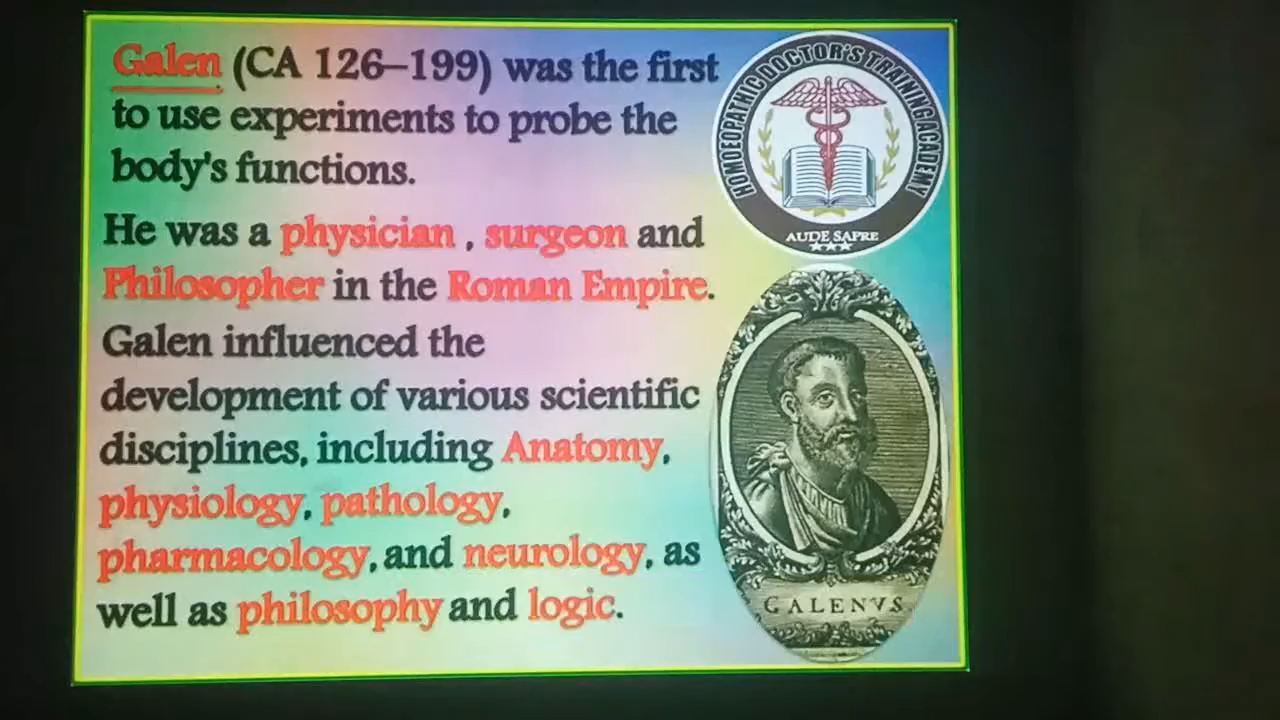 Galen (CA 126–199) was the first
to use experiments to probe the
body's functions.
He was a physician , surgeon and
Philosopher in the Roman Empire.
Galen influenced the
development of various scientific
disciplines, including Anatomy,
physiology, pathology,
pharmacology, and neurology, as
well as philosophy and logic.
HOMOEOPATHIC DOCTOR'S TRAINING ACADEMY
AUDE SAPRE
GALENVS